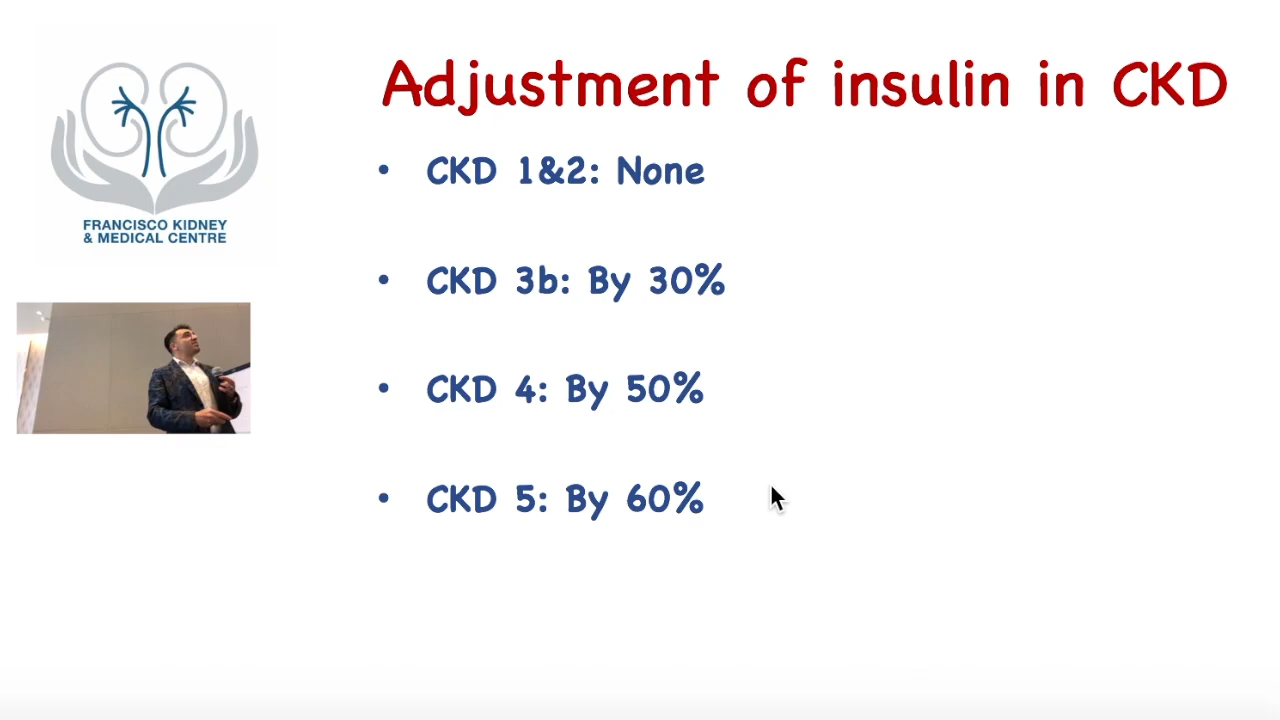 Adjustment of insulin in CKD
FRANCISCO KIDNEY
& MEDICAL CENTRE
• CKD 1&2: None
• CKD 3b: By 30%
• CKD 4: By 50%
• CKD 5: By 60%